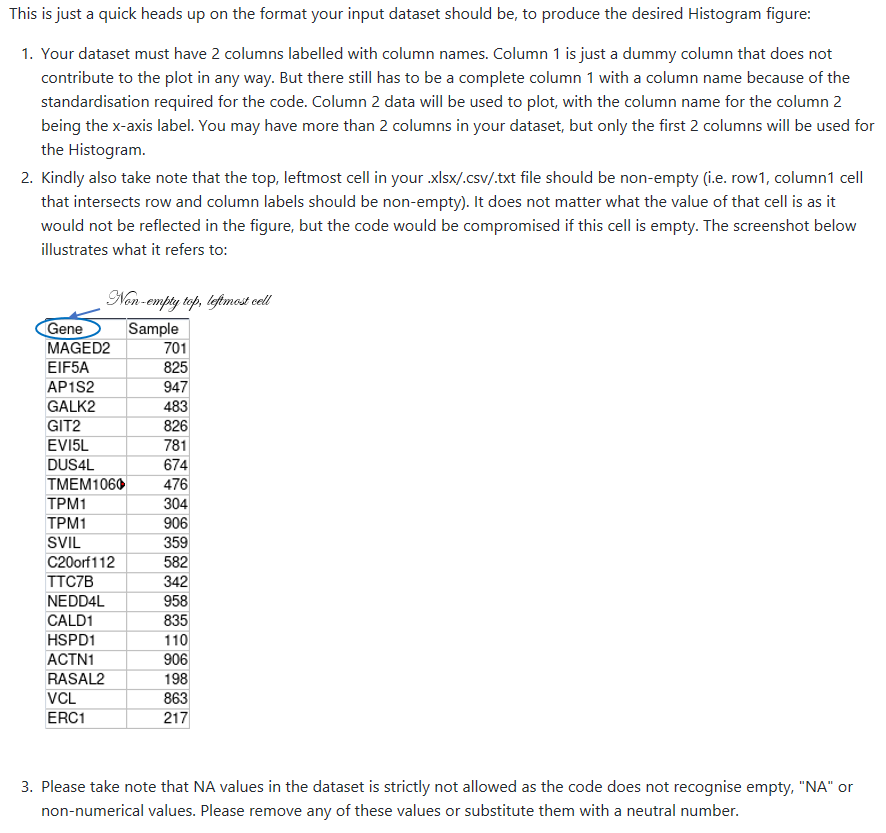 This is just a quick heads up on the format your input dataset should be, to produce the desired Histogram figure:
1. Your dataset must have 2 columns labelled with column names. Column 1 is just a dummy column that does not
contribute to the plot in any way. But there still has to be a complete column 1 with a column name because of the
standardisation required for the code. Column 2 data will be used to plot, with the column name for the column 2
being the x-axis label. You may have more than 2 columns in your dataset, but only the first 2 columns will be used for
the Histogram.
2. Kindly also take note that the top, leftmost cell in your .xlsx/.csv/.txt file should be non-empty (i.e. row1, column1 cell
that intersects row and column labels should be non-empty). It does not matter what the value of that cell is as it
would not be reflected in the figure, but the code would be compromised if this cell is empty. The screenshot below
illustrates what it refers to:
Non-empty top, leftmost cell
Gene Sample
MAGED2 701
EIF5A 825
AP1S2 947
GALK2 483
GIT2 826
EVI5L 781
DUS4L 674
TMEM106 476
TPM1 304
TPM1 906
SVIL 359
C20orf112 582
TTC7B 342
NEDD4L 958
CALD1 835
HSPD1 110
ACTN1 906
RASAL2 198
VCL 863
ERC1 217
3. Please take note that NA values in the dataset is strictly not allowed as the code does not recognise empty, "NA" or
non-numerical values. Please remove any of these values or substitute them with a neutral number.